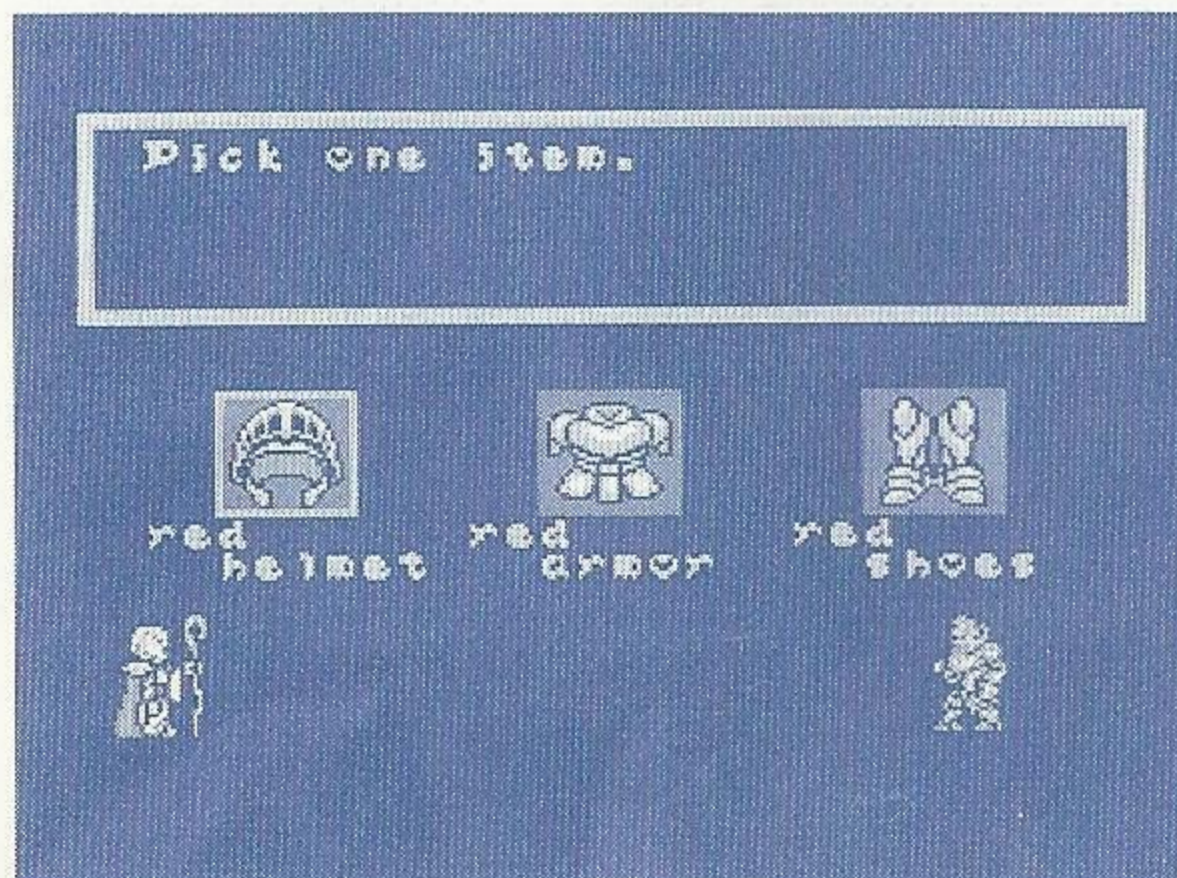 Pick one item.
red
helmet
red
armor
red
shoes